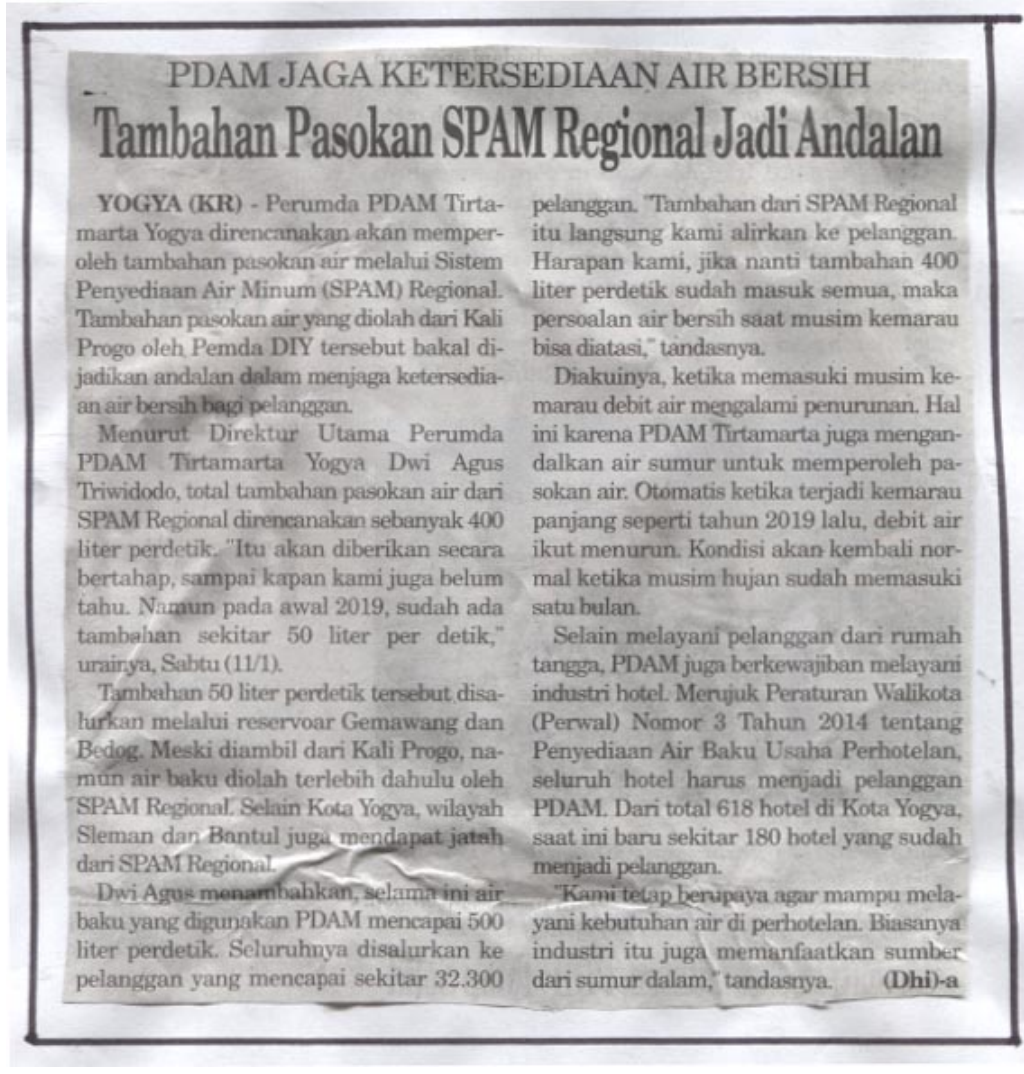 PDAM JAGA KETERSEDIAAN AIR BERSIH
Tambahan Pasokan SPAM Regional Jadi Andalan
YOGYA (KR) - Perumda PDAM Tirta-
marta Yogya direncanakan akan memper-
oleh tambahan pasokan air melalui Sistem
Penyediaan Air Minum (SPAM) Regional.
Tambahan pasokan air yang diolah dari Kali
Progo oleh Pemda DIY tersebut bakal di-
jadikan andalan dalam menjaga ketersedia-
an air bersih bagi pelanggan.
Menurut Direktur Utama Perumda
PDAM Tirtamarta Yogya Dwi Agus
Triwidodo, total tambahan pasokan air dari
SPAM Regional direncanakan sebanyak 400
liter perdetik. "Itu akan diberikan secara
bertahap, sampai kapan kami juga belum
tahu. Namun pada awal 2019, sudah ada
tambahan sekitar 50 liter per detik,"
urainya, Sabtu (11/1).
Tambahan 50 liter perdetik tersebut disa-
lurkan melalui reservoar Gemawang dan
Bedog. Meski diambil dari Kali Progo, na-
mun air baku diolah terlebih dahulu oleh
SPAM Regional. Selain Kota Yogya, wilayah
Sleman dan Bantul juga mendapat jatah
dari SPAM Regional.
Dwi Agus menambahkan, selama ini air
baku yang digunakan PDAM mencapai 500
liter perdetik. Seluruhnya disalurkan ke
pelanggan yang mencapai sekitar 32.300
pelanggan. "Tambahan dari SPAM Regional
itu langsung kami alirkan ke pelanggan.
Harapan kami, jika nanti tambahan 400
liter perdetik sudah masuk semua, maka
persoalan air bersih saat musim kemarau
bisa diatasi," tandasnya.
Diakuinya, ketika memasuki musim ke-
marau debit air mengalami penurunan. Hal
ini karena PDAM Tirtamarta juga mengan-
dalkan air sumur untuk memperoleh pa-
sokan air. Otomatis ketika terjadi kemarau
panjang seperti tahun 2019 lalu, debit air
ikut menurun. Kondisi akan kembali nor-
mal ketika musim hujan sudah memasuki
satu bulan.
Selain melayani pelanggan dari rumah
tangga, PDAM juga berkewajiban melayani
industri hotel. Merujuk Peraturan Walikota
(Perwal) Nomor 3 Tahun 2014 tentang
Penyediaan Air Baku Usaha Perhotelan,
seluruh hotel harus menjadi pelanggan
PDAM. Dari total 618 hotel di Kota Yogya,
saat ini baru sekitar 180 hotel yang sudah
menjadi pelanggan.
"Kami tetap berupaya agar mampu mela-
yani kebutuhan air di perhotelan. Biasanya
industri itu juga memanfaatkan sumber
dari sumur dalam," tandasnya. (Dhi)-a